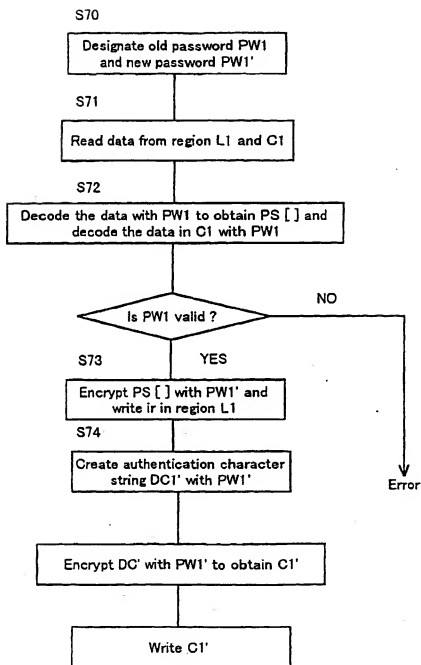 S70
Designate old password PW1
and new password PW1'
S71
Read data from region L1 and C1
S72
Decode the data with PW1 to obtain PS [ ] and
decode the data in C1 with PW1
Is PW1 valid ?
NO
S73
YES
Encrypt PS [ ] with PW1' and
write ir in region L1
S74
Create authentication character
string DC1' with PW1'
Error
Encrypt DC' with PW1' to obtain C1'
Write C1'